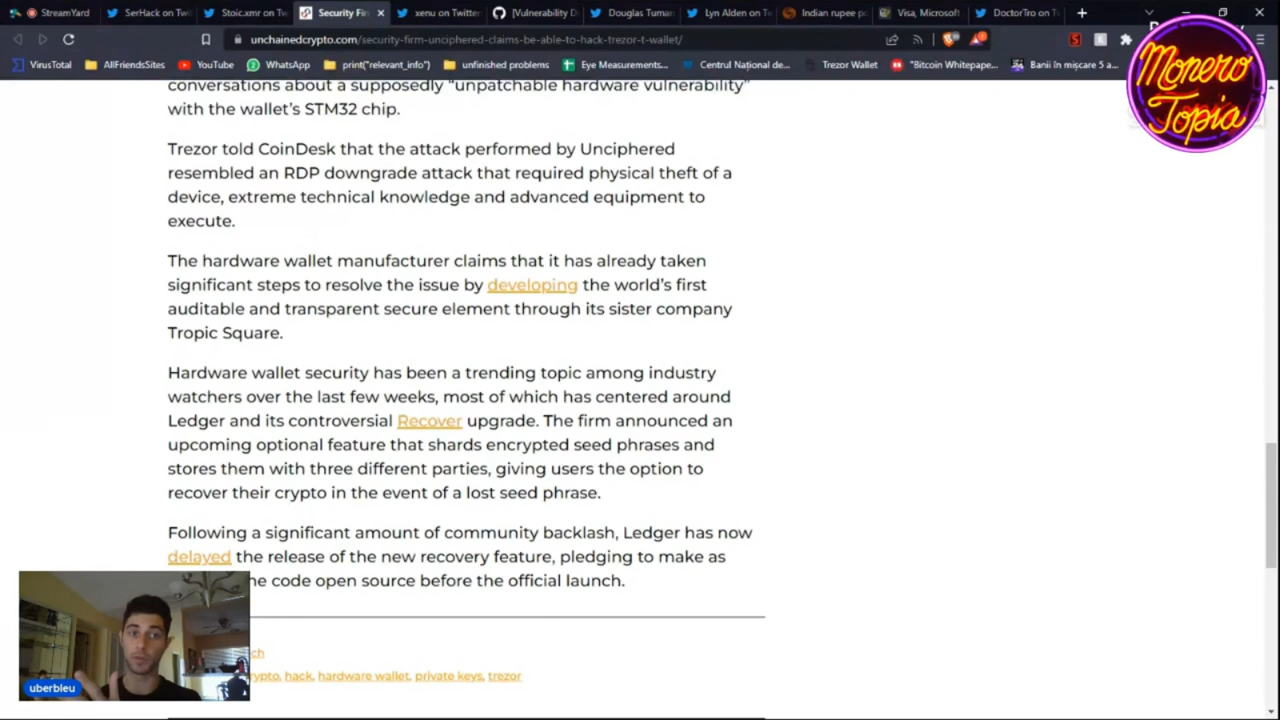 StreamYard
SerHack on Twi
Stoic.xmr on Tw
Security Fir
xenu on Twitter
[Vulnerability D
Douglas Tuman
Lyn Alden on Tw
Indian rupee po
Visa, Microsoft
DoctorTro on T
unchainedcrypto.com/security-firm-unciphered-claims-be-able-to-hack-trezor-t-wallet/
VirusTotal
AllFriendsSites
YouTube
WhatsApp
print("relevant_info")
unfinished problems
Eye Measurements...
Centrul Naționalal de...
Trezor Wallet
"Bitcoin Whitepape...
Banii în mișcare 5 a...
Monero
Topia
conversations about a supposedly “unpatchable hardware vulnerability”
with the wallet’s STM32 chip.
Trezor told CoinDesk that the attack performed by Unciphered
resembled an RDP downgrade attack that required physical theft of a
device, extreme technical knowledge and advanced equipment to
execute.
The hardware wallet manufacturer claims that it has already taken
significant steps to resolve the issue by developing the world’s first
auditable and transparent secure element through its sister company
Tropic Square.
Hardware wallet security has been a trending topic among industry
watchers over the last few weeks, most of which has centered around
Ledger and its controversial Recover upgrade. The firm announced an
upcoming optional feature that shards encrypted seed phrases and
stores them with three different parties, giving users the option to
recover their crypto in the event of a lost seed phrase.
Following a significant amount of community backlash, Ledger has now
delayed the release of the new recovery feature, pledging to make as
code open source before the official launch.
hack, hardware wallet, private keys, trezor
uberbleu